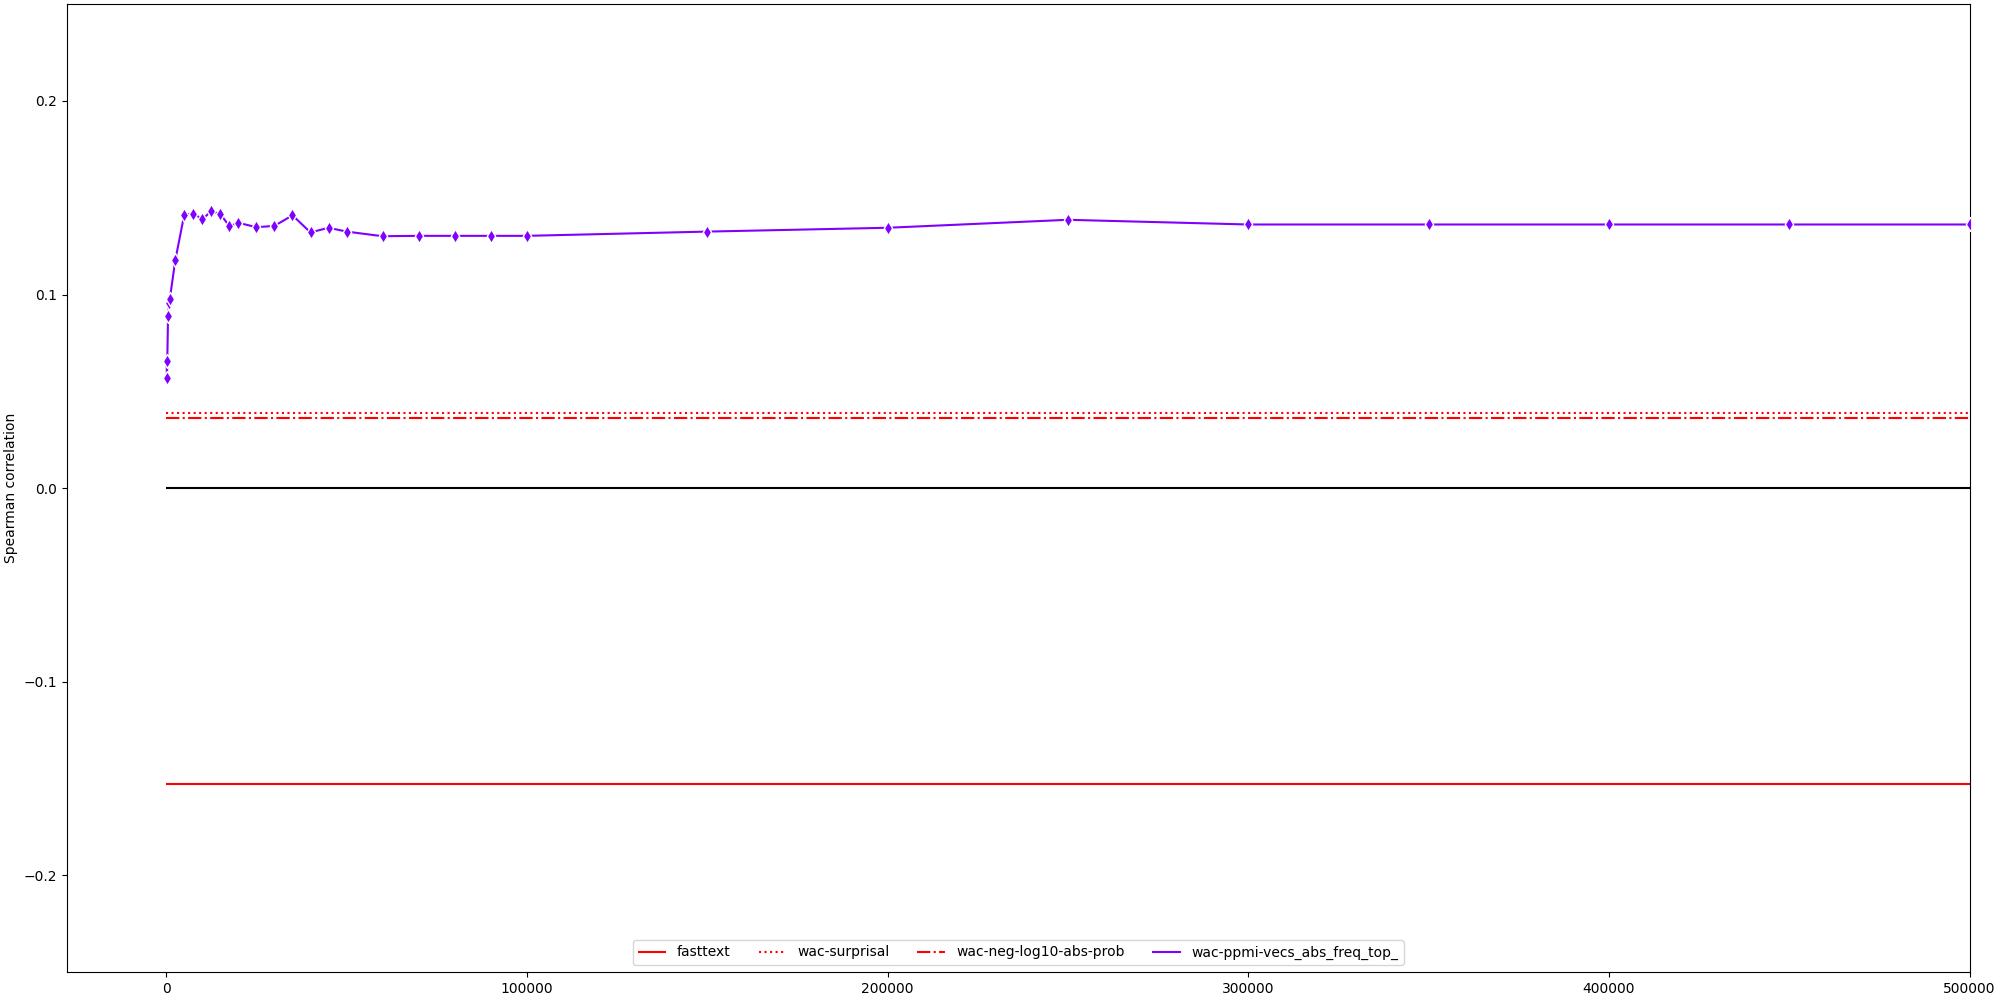 Spearman correlation
0.2
0.1
0.0
−0.1
−0.2
fasttext wac-surprisal wac-neg-log10-abs-prob wac-ppmi-vecs_abs_freq_top_
0 100000 200000 300000 400000 500000